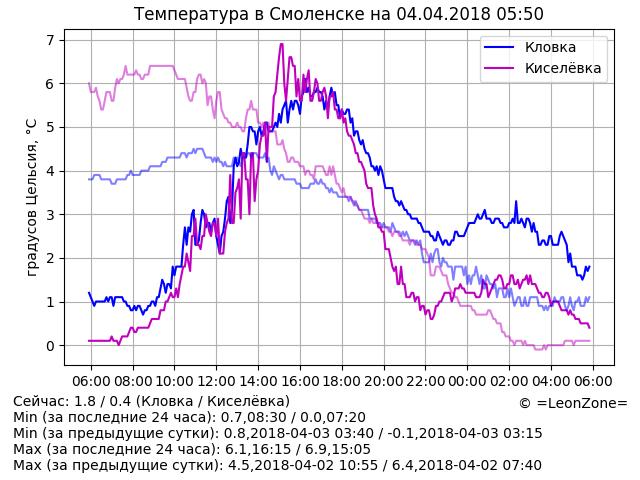 Температура в Смоленске на 04.04.2018 05:50
7
6
5
4
3
2
1
0
градусов Цельсия, °C
Кловка
Киселёвка
06:00 08:00 10:00 12:00 14:00 16:00 18:00 20:00 22:00 00:00 02:00 04:00 06:00
Сейчас: 1.8 / 0.4 (Кловка / Киселёвка)
© =LeonZone=
Min (за последние 24 часа): 0.7,08:30 / 0.0,07:20
Min (за предыдущие сутки): 0.8,2018-04-03 03:40 / -0.1,2018-04-03 03:15
Max (за последние 24 часа): 6.1,16:15 / 6.9,15:05
Max (за предыдущие сутки): 4.5,2018-04-02 10:55 / 6.4,2018-04-02 07:40